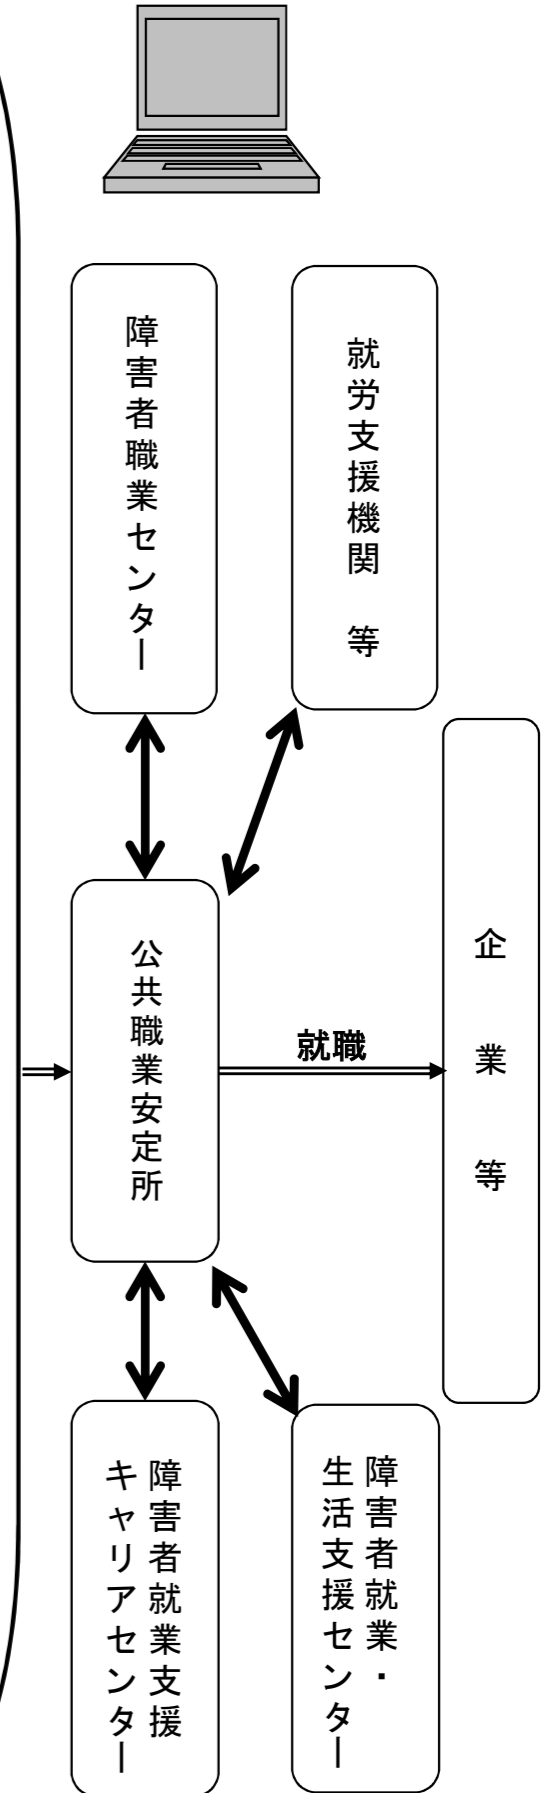 障害者職業センター
就労支援機関　等
公共職業安定所
就職
企業等
障害者就業支援
キャリアセンター
障害者就業・
生活支援センター